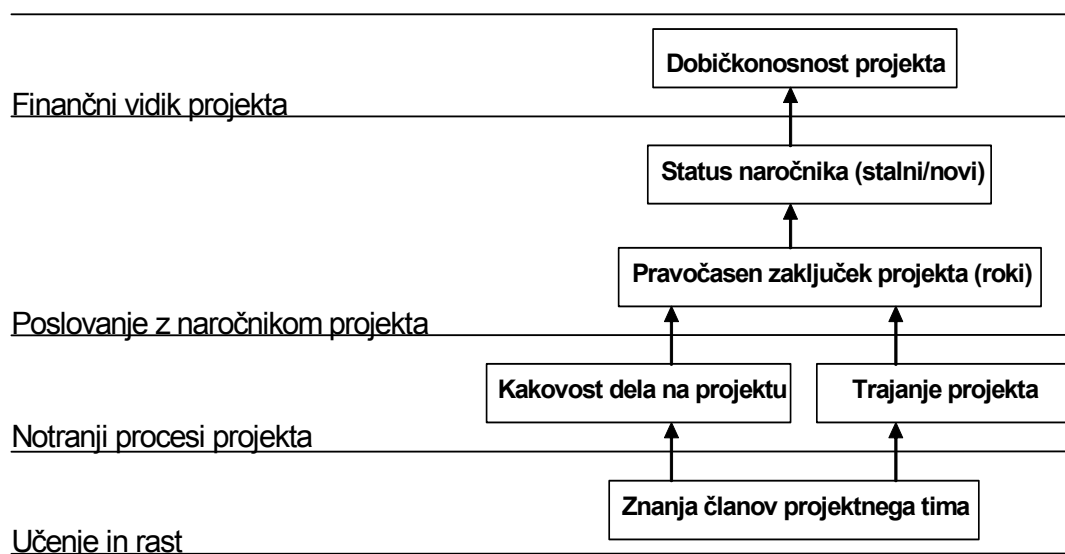 Dobičkonosnost projekta
Finančni vidik projekta
Status naročnika (stalni/novi)
Pravočasen zaključek projekta (roki)
Poslovanje z naročnikom projekta
Kakovost dela na projektu
Trajanje projekta
Notranji procesi projekta
Znanja članov projektnega tima
Učenje in rast